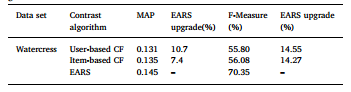 Data set Contrast algorithm MAP EARS upgrade(%) F-Measure (%) EARS upgrade (%)
Watercress User-based CF 0.131 10.7 55.80 14.55
Item-based CF 0.135 7.4 56.08 14.27
EARS 0.145 – 70.35 –